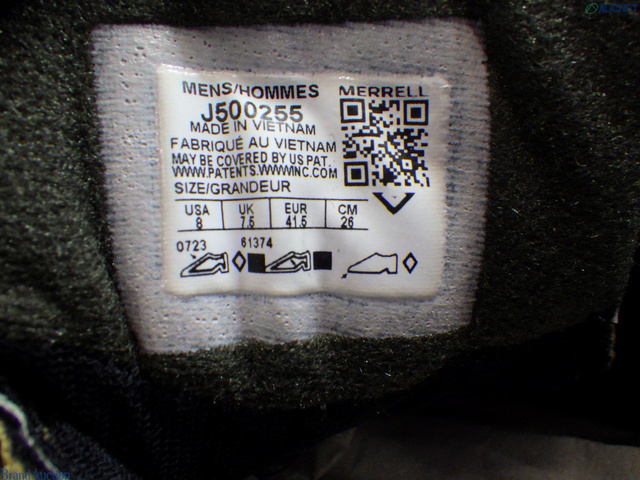 MENS/HOMMES
MERRELL
J500255
MADE IN VIETNAM
FABRIQUÉ AU VIETNAM
MAY BE COVERED BY US PAT.
WWW.PATENTS.WWWINC.COM
SIZE/GRANDEUR
USA UK EUR CM
8 7.5 41.5 26
0723 61374